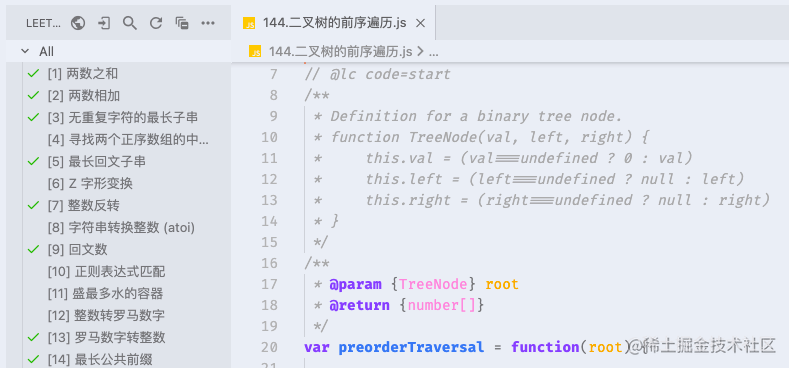 LEET...
All
[1] 两数之和
[2] 两数相加
[3] 无重复字符的最长子串
[4] 寻找两个正序数组的中...
[5] 最长回文子串
[6] Z 字形变换
[7] 整数反转
[8] 字符串转换整数 (atoi)
[9] 回文数
[10] 正则表达式匹配
[11] 盛最多水的容器
[12] 整数转罗马数字
[13] 罗马数字转整数
[14] 最长公共前缀
JS 144.二叉树的前序遍历.js
JS 144.二叉树的前序遍历.js > ...
7 // @lc code=start
8 /**
9 * Definition for a binary tree node.
10 * function TreeNode(val, left, right) {
11 *     this.val = (val===undefined ? 0 : val)
12 *     this.left = (left===undefined ? null : left)
13 *     this.right = (right===undefined ? null : right)
14 * }
15 */
16 /**
17 * @param {TreeNode} root
18 * @return {number[]}
19 */
20 var preorderTraversal = function(root) {
21
@稀土掘金技术社区